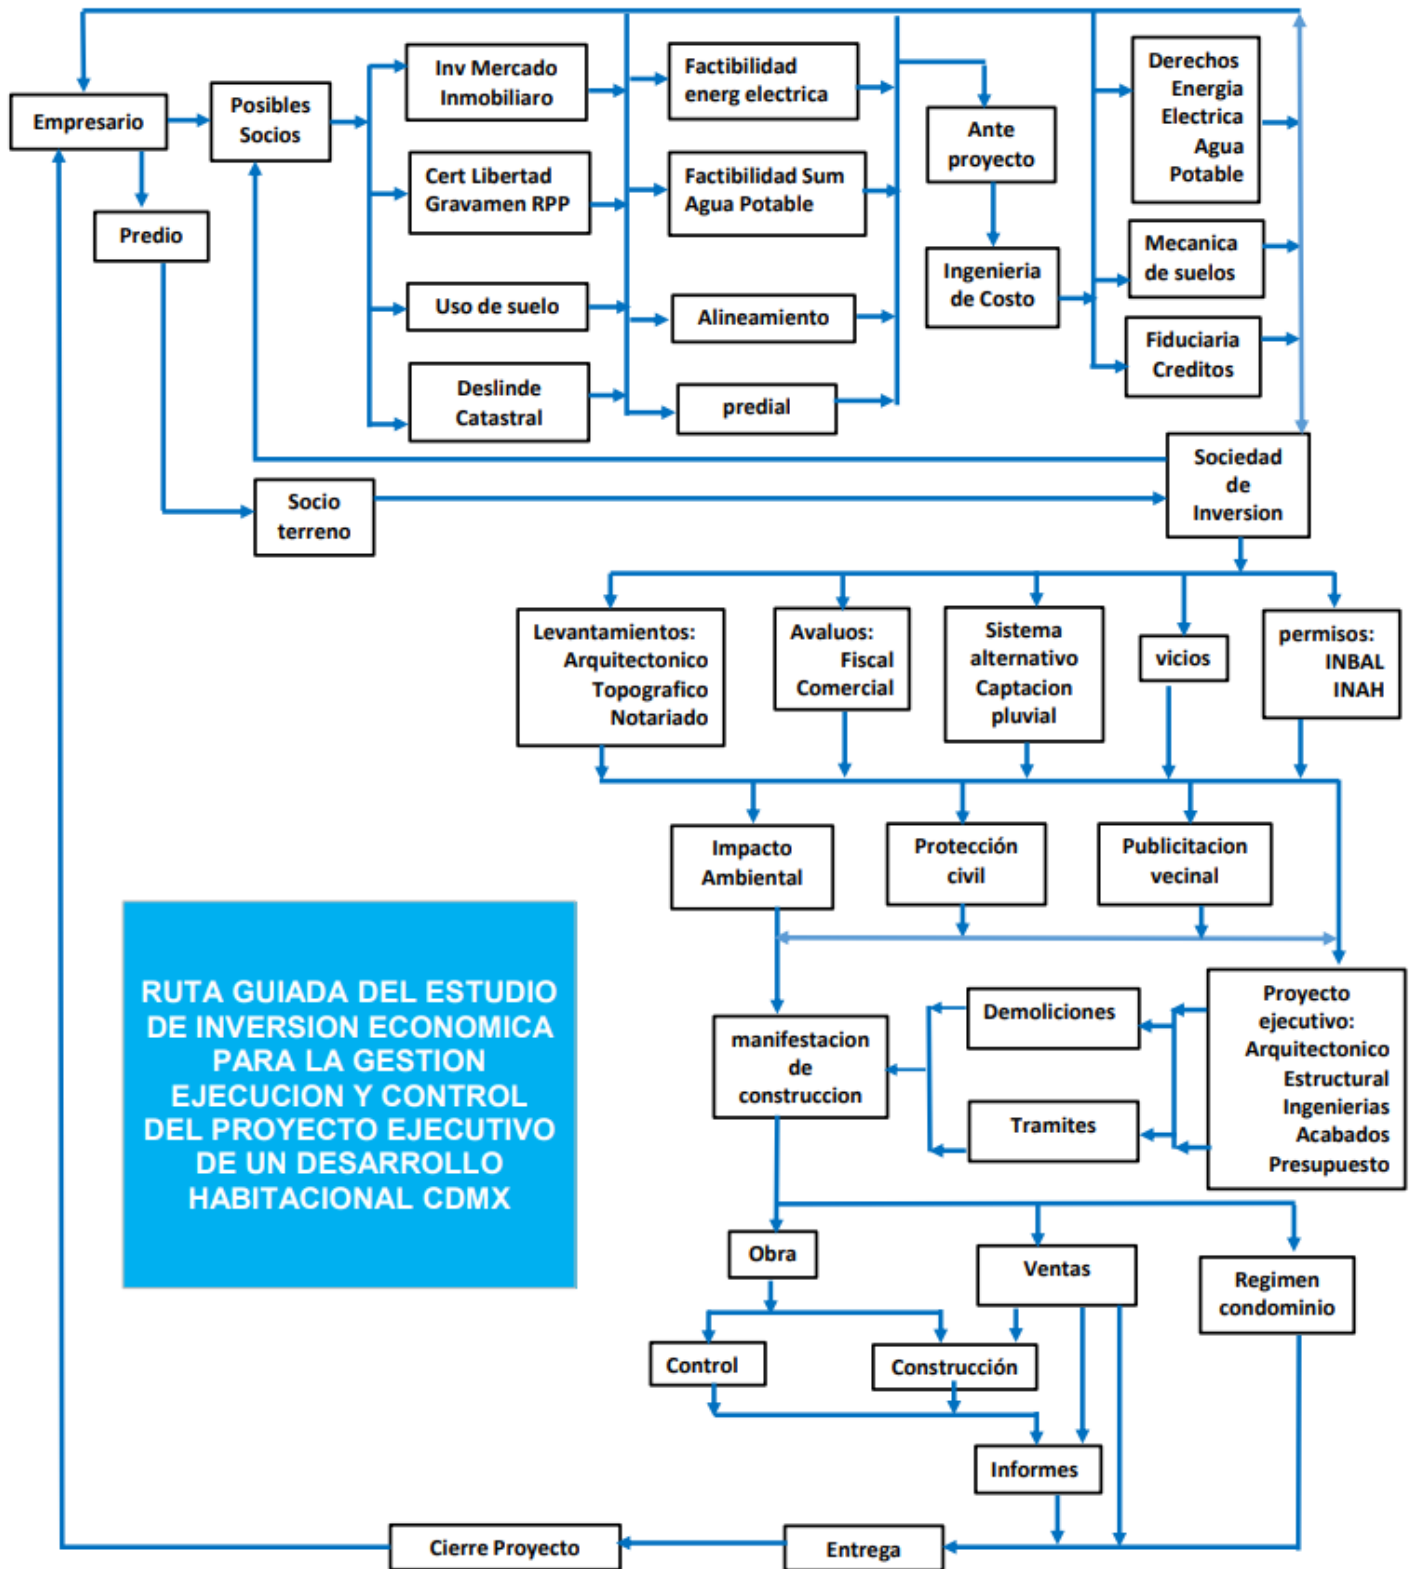 Empresario
Predio
Posibles
Socios
Inv Mercado
Inmobiliaro
Cert Libertad
Gravamen RPP
Uso de suelo
Deslinde
Catastral
Factibilidad
energ electrica
Factibilidad Sum
Agua Potable
Alineamiento
predial
Ante
proyecto
Ingenieria
de Costo
Derechos
Energia
Electrica
Agua
Potable
Mecanica
de suelos
Fiduciaria
Creditos
Socio
terreno
Sociedad
de
Inversion
Levantamientos:
Arquitectonico
Topografico
Notariado
Avaluos:
Fiscal
Comercial
Sistema
alternativo
Captacion
pluvial
vicios
permisos:
INBAL
INAH
Impacto
Ambiental
Protección
civil
Publicitacion
vecinal
RUTA GUIADA DEL ESTUDIO
DE INVERSION ECONOMICA
PARA LA GESTION
EJECUCION Y CONTROL
DEL PROYECTO EJECUTIVO
DE UN DESARROLLO
HABITACIONAL CDMX
manifestacion
de
construccion
Demoliciones
Tramites
Proyecto
ejecutivo:
Arquitectonico
Estructural
Ingenierias
Acabados
Presupuesto
Obra
Ventas
Regimen
condominio
Control
Construcción
Informes
Cierre Proyecto
Entrega